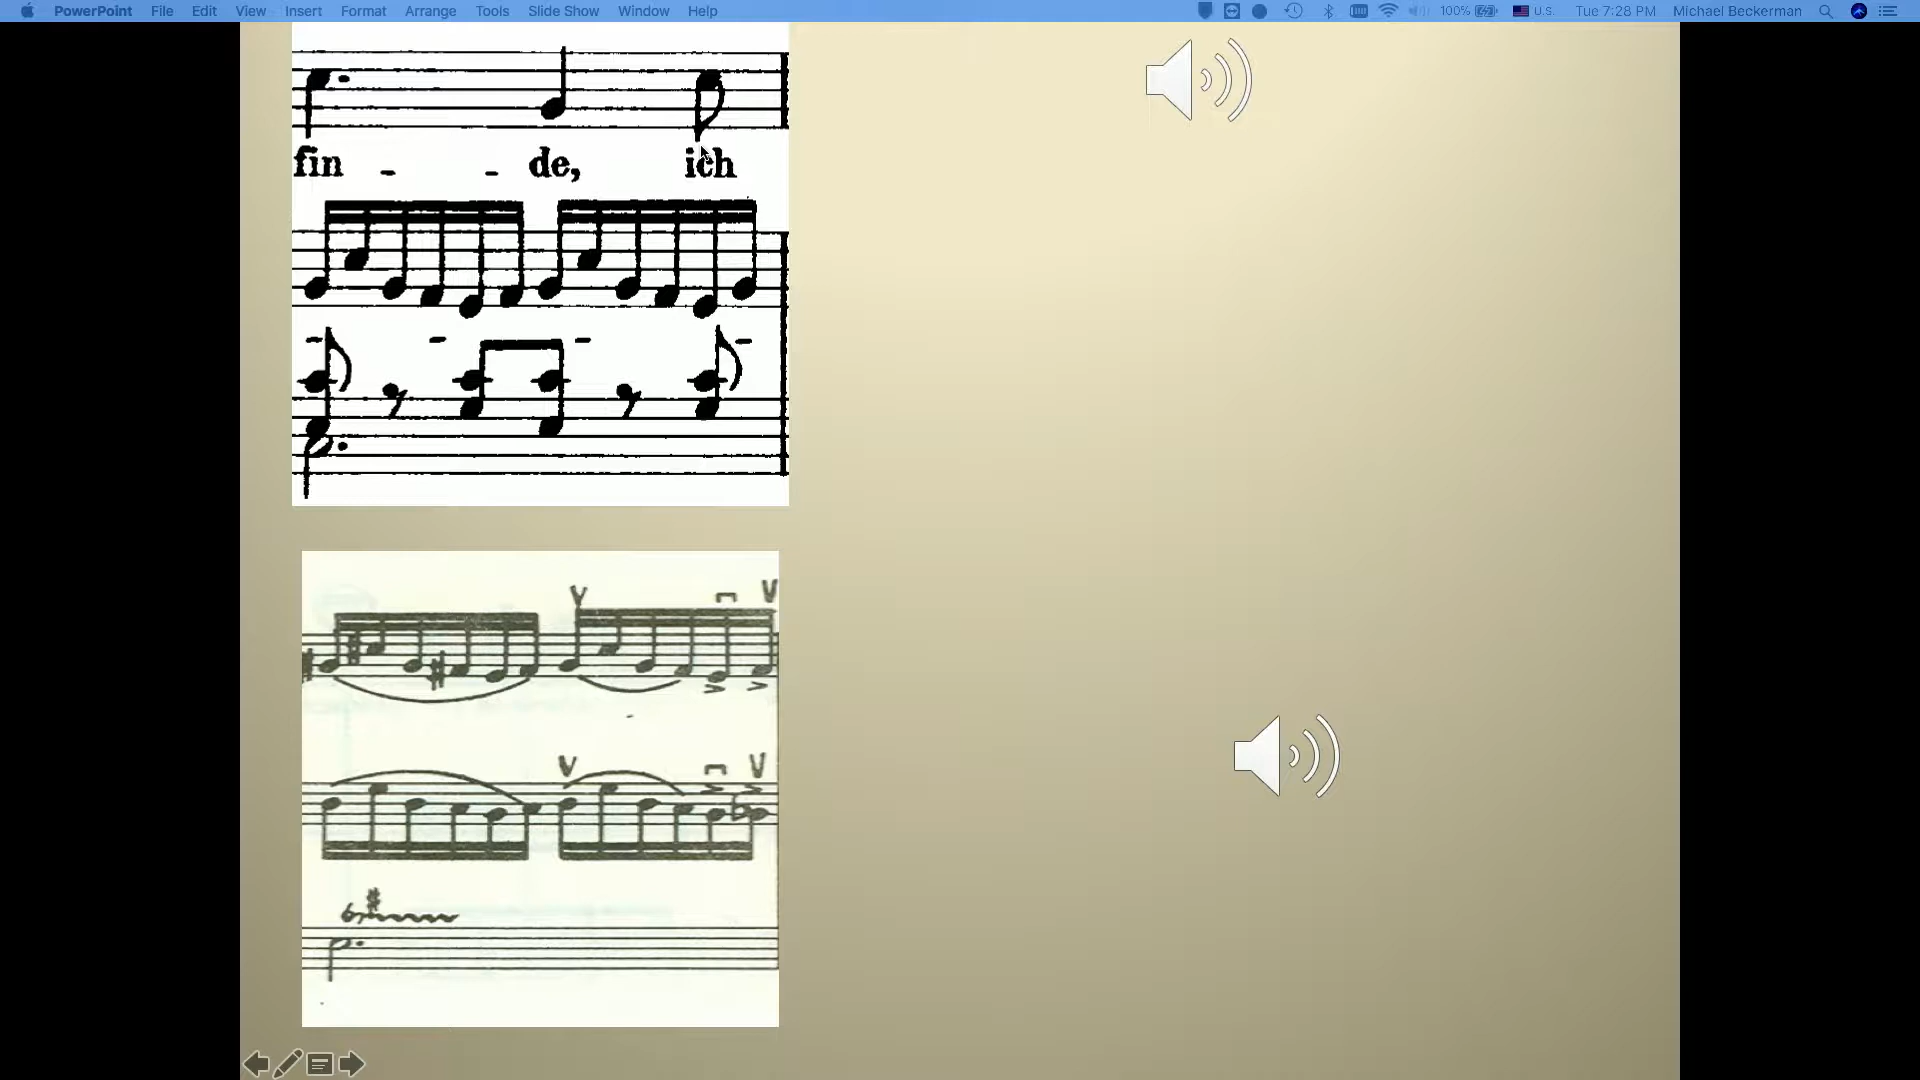 PowerPoint File Edit View Insert Format Arrange Tools Slide Show Window Help 100% U.S. Tue 7:28 PM Michael Beckerman
fin - - de, ich